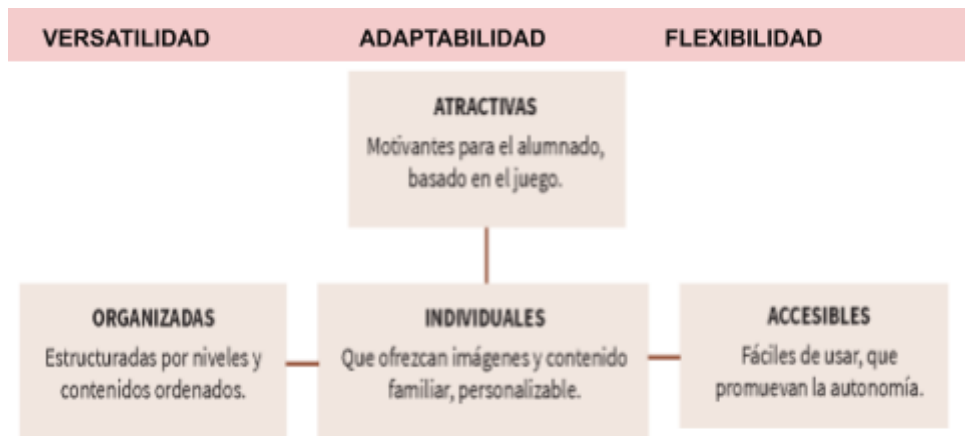 VERSATILIDAD ADAPTABILIDAD FLEXIBILIDAD
ATRACTIVAS
Motivantes para el alumnado,
basado en el juego.
ORGANIZADAS
Estructuradas por niveles y
contenidos ordenados.
INDIVIDUALES
Que ofrezcan imágenes y contenido
familiar, personalizable.
ACCESIBLES
Fáciles de usar, que
promuevan la autonomía.